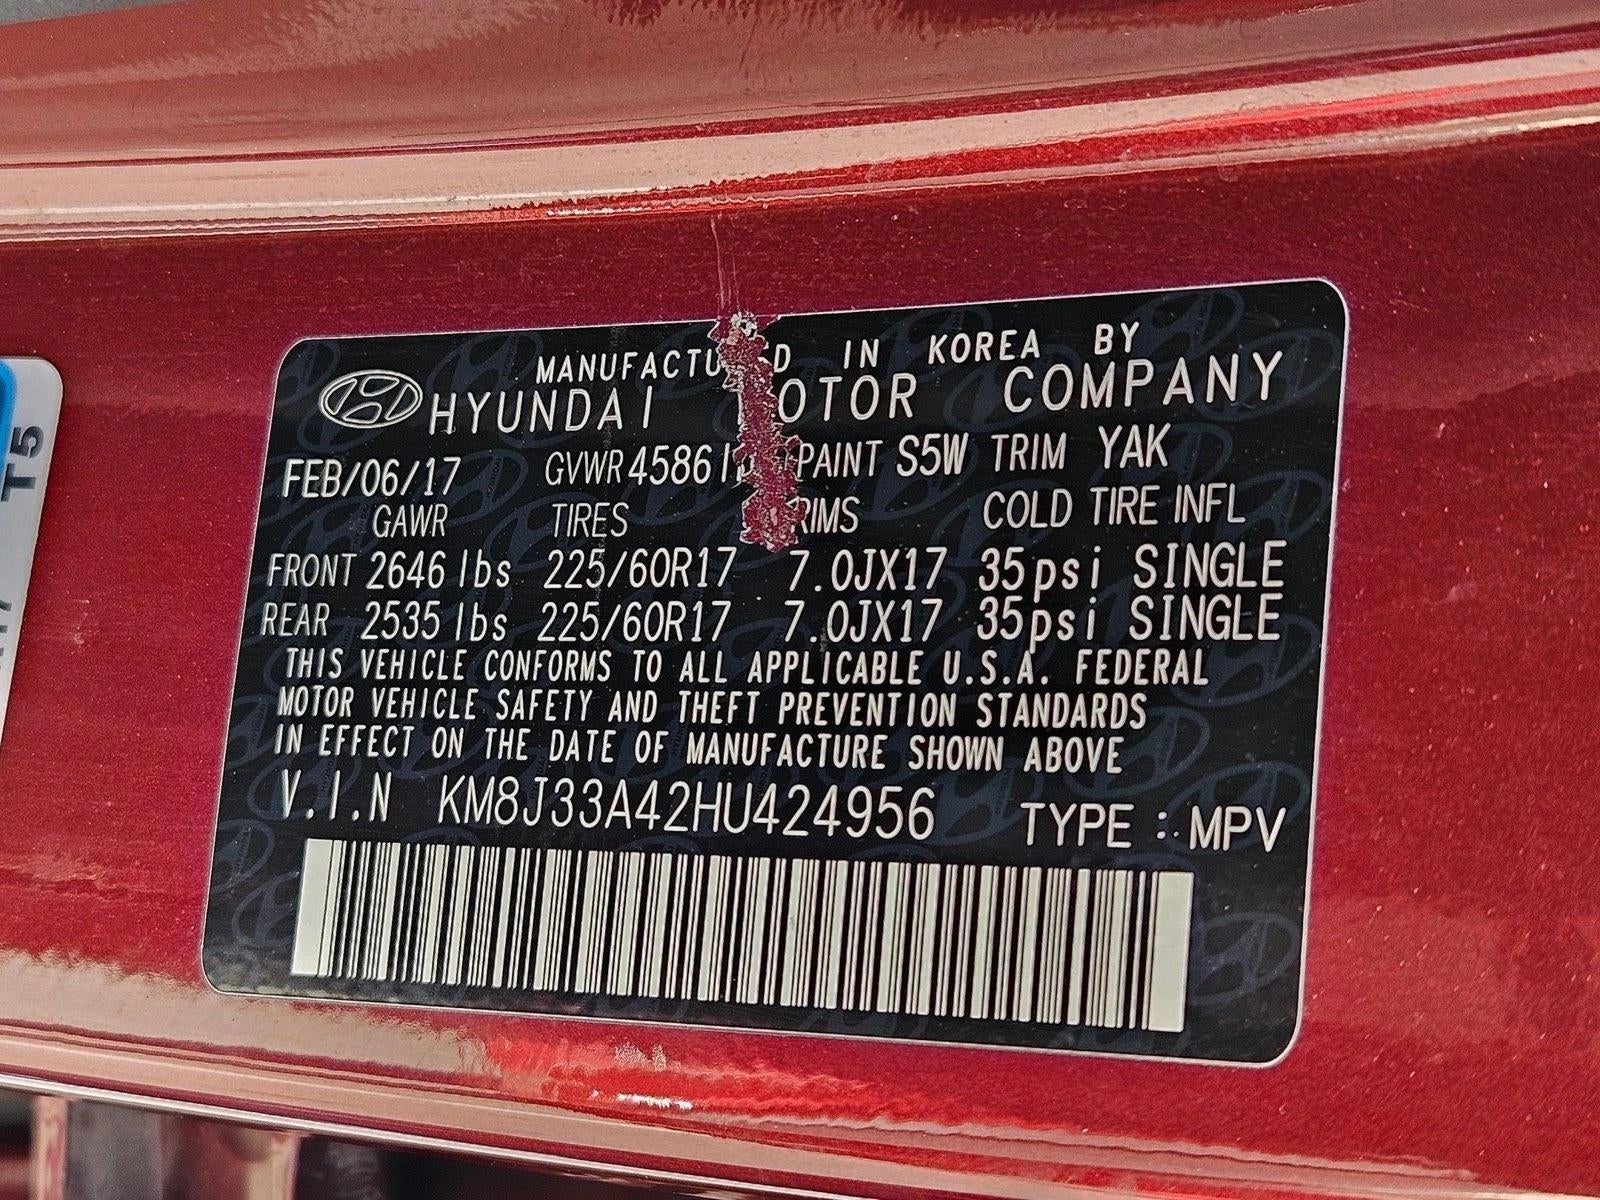 MANUFACTU D IN KOREA BY
HYUNDAI OTOR COMPANY
FEB/06/17 GVWR 4586 PAINT S5W TRIM YAK
GAWR TIRES RIMS COLD TIRE INFL
FRONT 2646 lbs 225/60R17 7.0JX17 35psi SINGLE
REAR 2535 lbs 225/60R17 7.0JX17 35psi SINGLE
THIS VEHICLE CONFORMS TO ALL APPLICABLE U.S.A. FEDERAL
MOTOR VEHICLE SAFETY AND THEFT PREVENTION STANDARDS
IN EFFECT ON THE DATE OF MANUFACTURE SHOWN ABOVE
V.I.N KM8J33A42HU424956 TYPE : MPV
T5